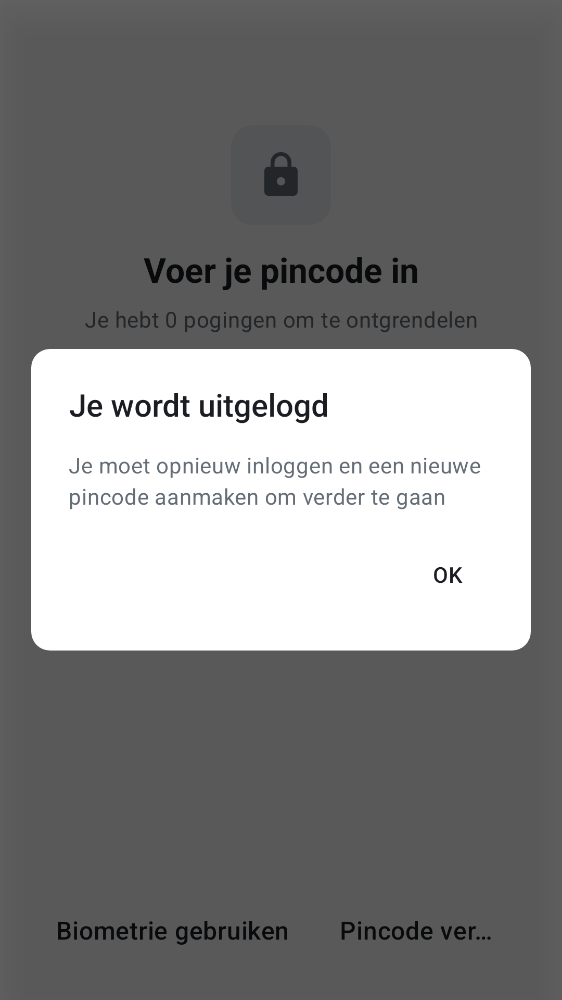 Voer je pincode in
Je hebt 0 pogingen om te ontgrendelen
Je wordt uitgelogd
Je moet opnieuw inloggen en een nieuwe
pincode aanmaken om verder te gaan
OK
Biometrie gebruiken
Pincode ver...